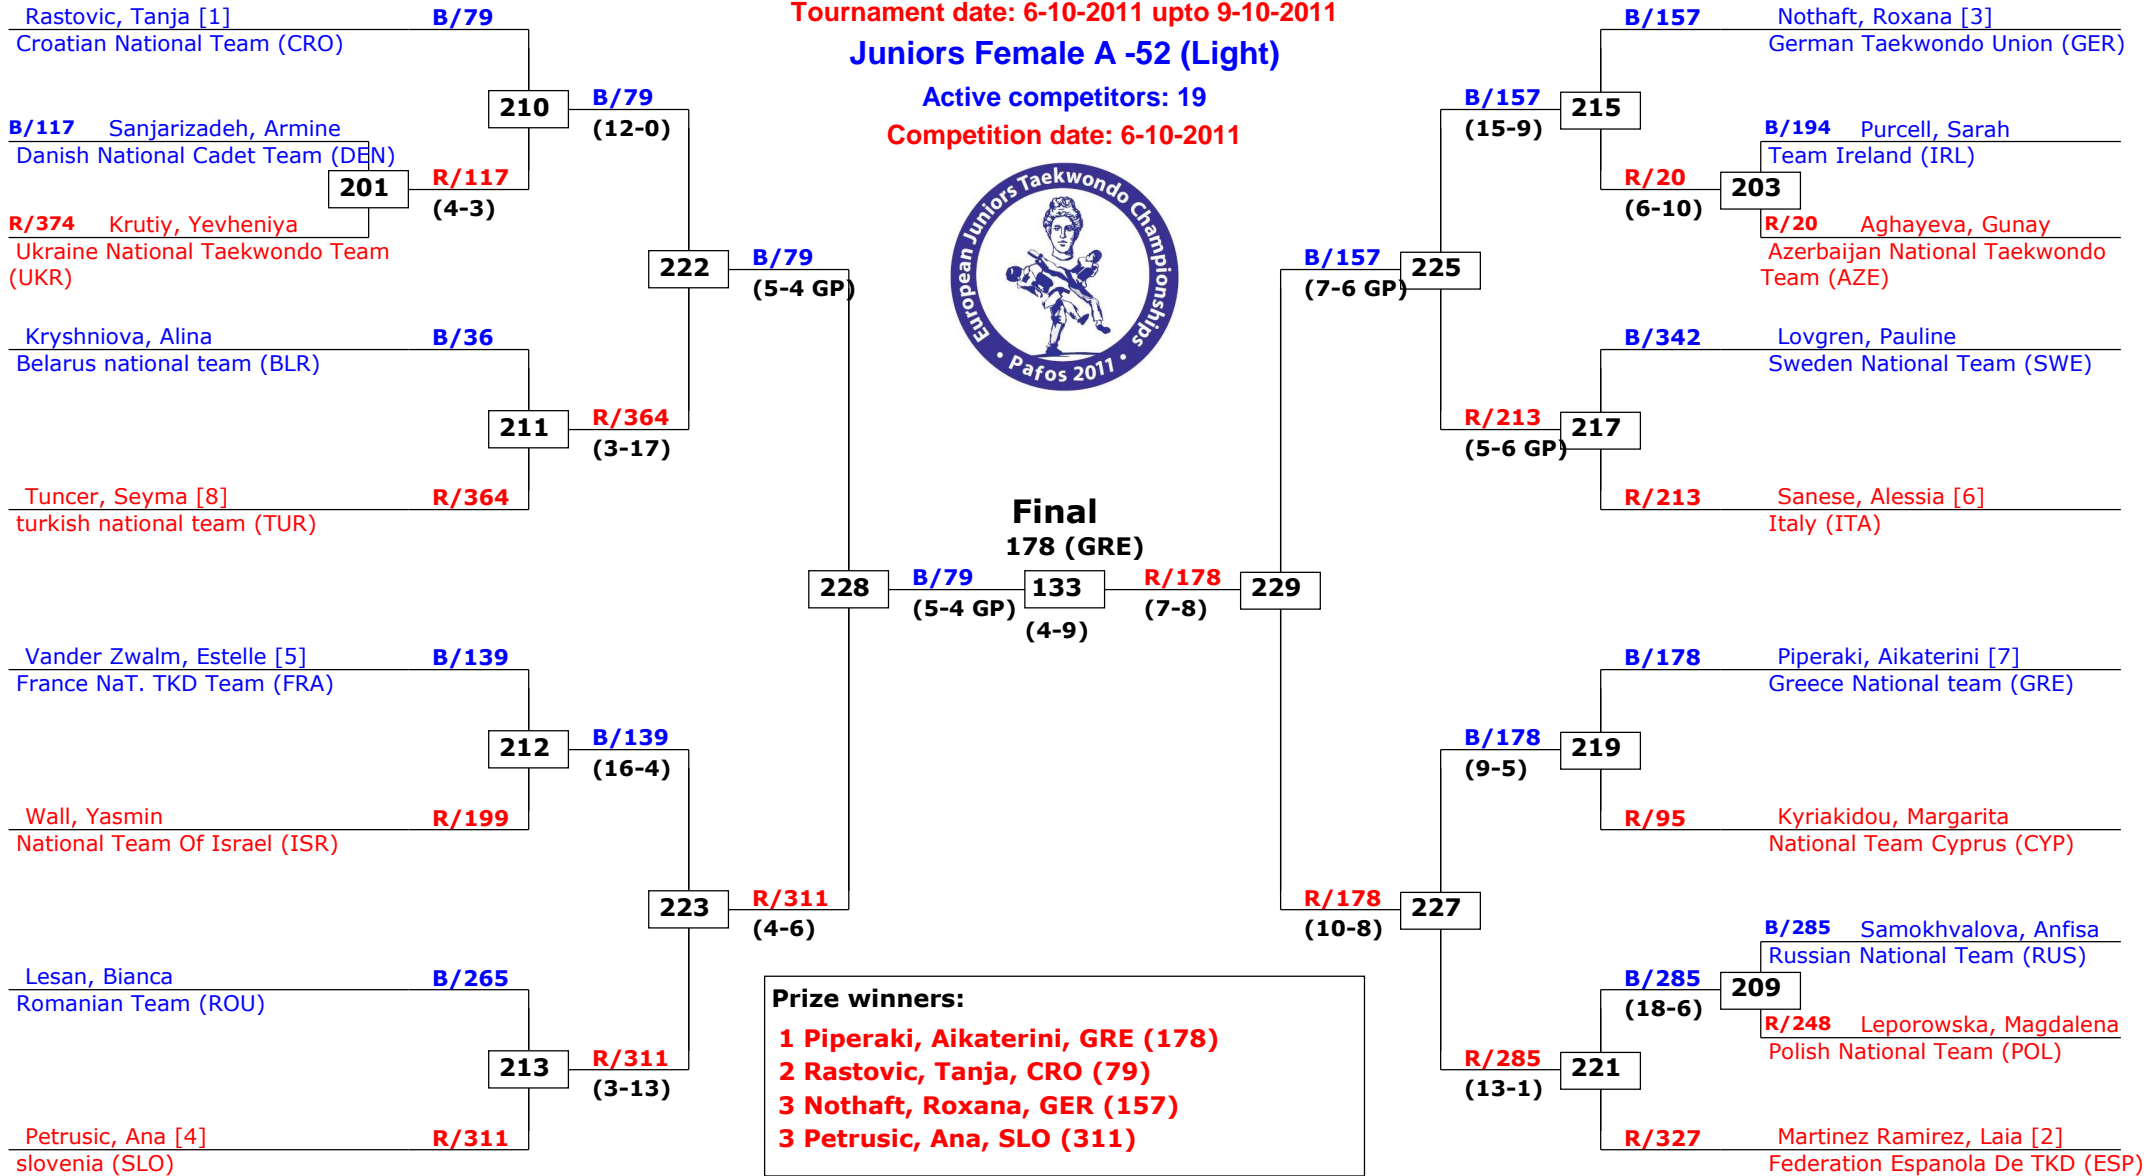 Tournament date: 6-10-2011 upto 9-10-2011
Juniors Female A -52 (Light)
Active competitors: 19
Competition date: 6-10-2011
European Juniors Taekwondo Championships
• Pafos 2011 •
Rastovic, Tanja [1] B/79
Croatian National Team (CRO)
B/117 Sanjarizadeh, Armine
Danish National Cadet Team (DEN)
R/374 Krutiy, Yevheniya
Ukraine National Taekwondo Team
(UKR)
201
R/117
(4-3)
210
B/79
(12-0)
Kryshniova, Alina B/36
Belarus national team (BLR)
Tuncer, Seyma [8] R/364
turkish national team (TUR)
211
R/364
(3-17)
222
B/79
(5-4 GP)
Vander Zwalm, Estelle [5] B/139
France NaT. TKD Team (FRA)
Wall, Yasmin R/199
National Team Of Israel (ISR)
212
B/139
(16-4)
Lesan, Bianca B/265
Romanian Team (ROU)
Petrusic, Ana [4] R/311
slovenia (SLO)
213
R/311
(3-13)
223
R/311
(4-6)
228
B/79
(5-4 GP)
Final
178 (GRE)
133
(4-9)
R/178
(7-8)
229
B/157 Nothaft, Roxana [3]
German Taekwondo Union (GER)
B/194 Purcell, Sarah
Team Ireland (IRL)
R/20 Aghayeva, Gunay
Azerbaijan National Taekwondo
Team (AZE)
203
R/20
(6-10)
215
B/157
(15-9)
B/342 Lovgren, Pauline
Sweden National Team (SWE)
R/213 Sanese, Alessia [6]
Italy (ITA)
217
R/213
(5-6 GP)
225
B/157
(7-6 GP)
B/178 Piperaki, Aikaterini [7]
Greece National team (GRE)
R/95 Kyriakidou, Margarita
National Team Cyprus (CYP)
219
B/178
(9-5)
B/285 Samokhvalova, Anfisa
Russian National Team (RUS)
R/248 Leporowska, Magdalena
Polish National Team (POL)
209
B/285
(18-6)
R/327 Martinez Ramirez, Laia [2]
Federation Espanola De TKD (ESP)
221
R/285
(13-1)
227
R/178
(10-8)
Prize winners:
1 Piperaki, Aikaterini, GRE (178)
2 Rastovic, Tanja, CRO (79)
3 Nothaft, Roxana, GER (157)
3 Petrusic, Ana, SLO (311)